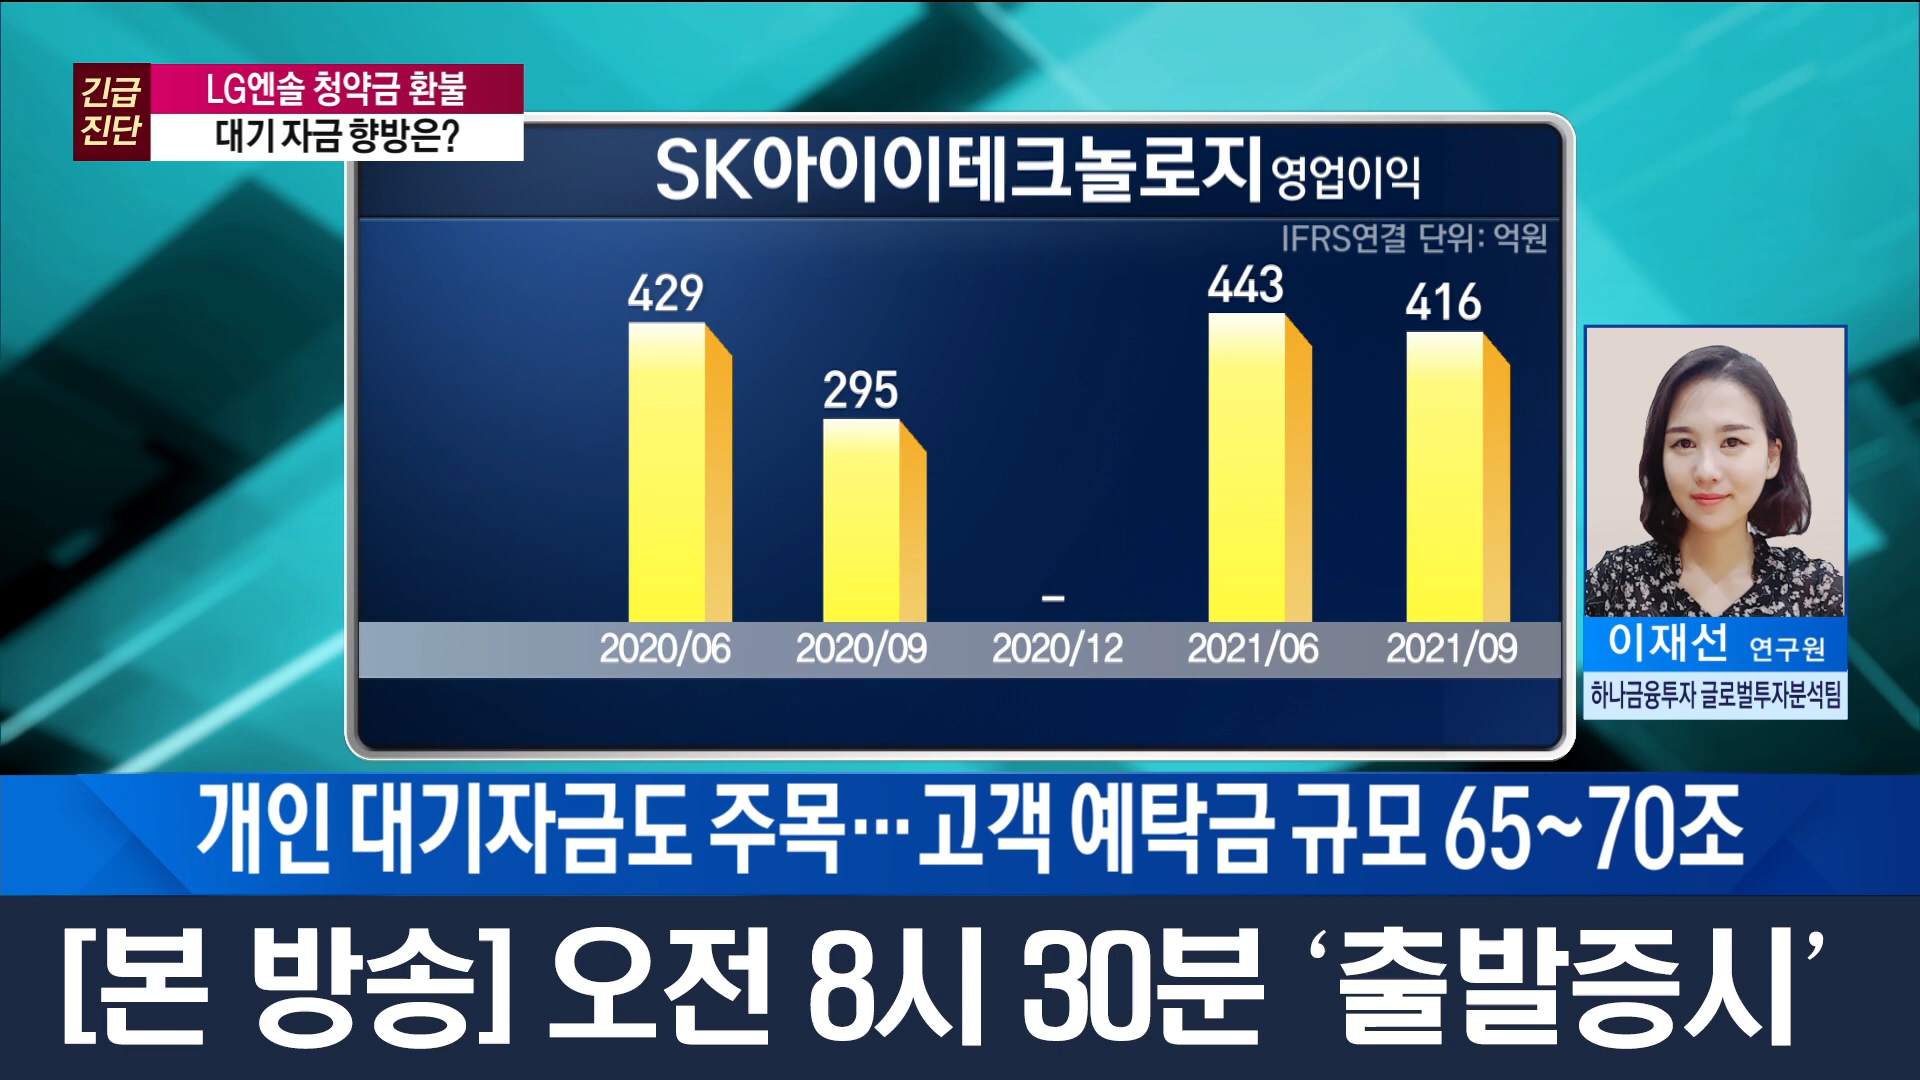 긴급
진단
LG엔솔 청약금 환불
대기 자금 향방은?
SK아이이테크놀로지 영업이익
IFRS연결 단위: 억원
429
295
–
443
416
2020/06
2020/09
2020/12
2021/06
2021/09
이재선 연구원
하나금융투자 글로벌투자분석팀
개인 대기자금도 주목…고객 예탁금 규모 65~70조
[본 방송] 오전 8시 30분 ‘출발증시’